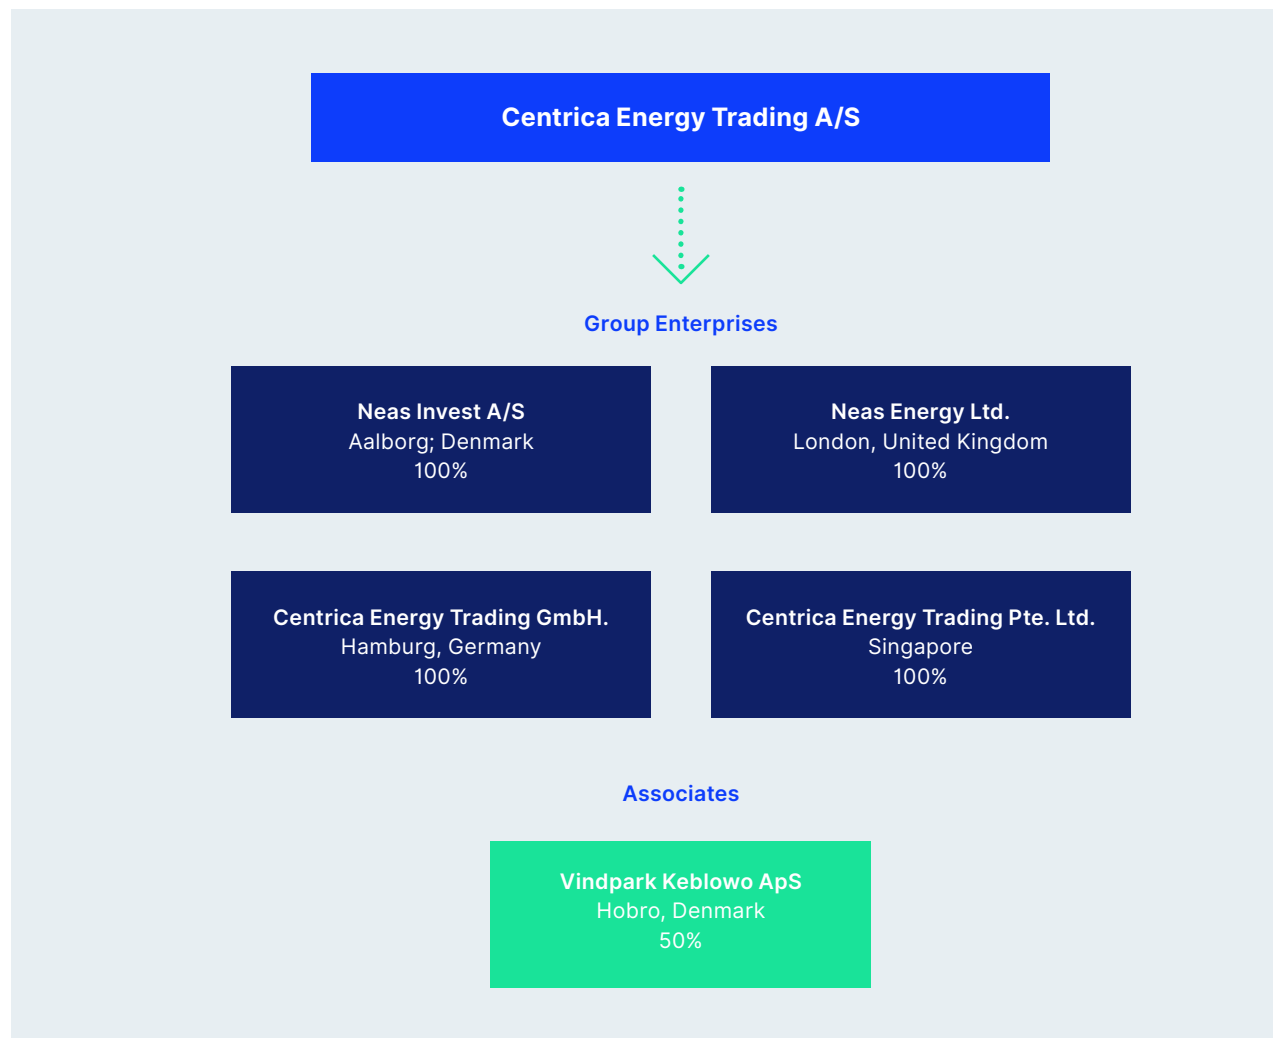 Centrica Energy Trading A/S
Group Enterprises
Neas Invest A/S
Aalborg; Denmark
100%
Neas Energy Ltd.
London, United Kingdom
100%
Centrica Energy Trading GmbH.
Hamburg, Germany
100%
Centrica Energy Trading Pte. Ltd.
Singapore
100%
Associates
Vindpark Keblowo ApS
Hobro, Denmark
50%